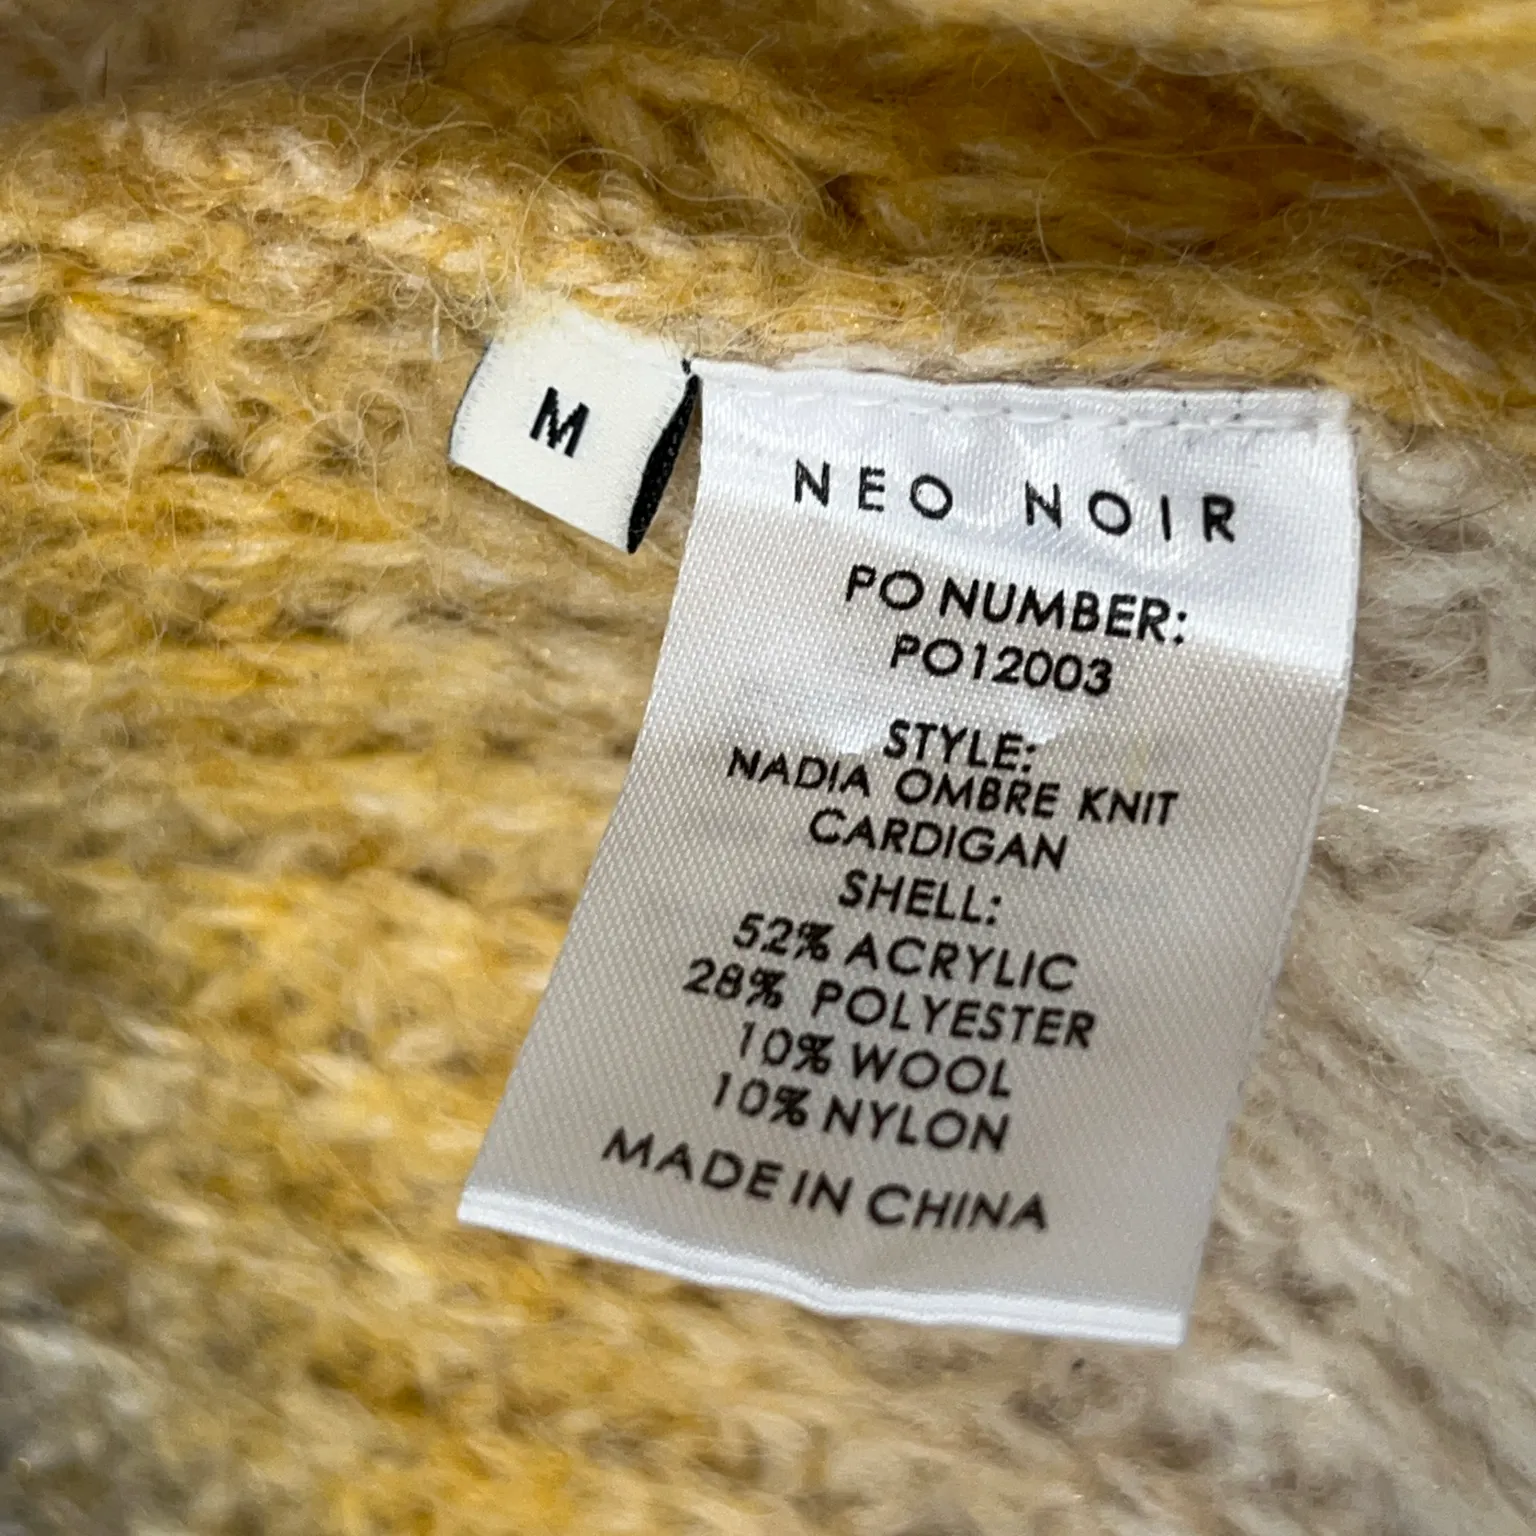 M
NEO NOIR
PO NUMBER:
PO12003
STYLE:
NADIA OMBRE KNIT
CARDIGAN
SHELL:
52% ACRYLIC
28% POLYESTER
10% WOOL
10% NYLON
MADE IN CHINA